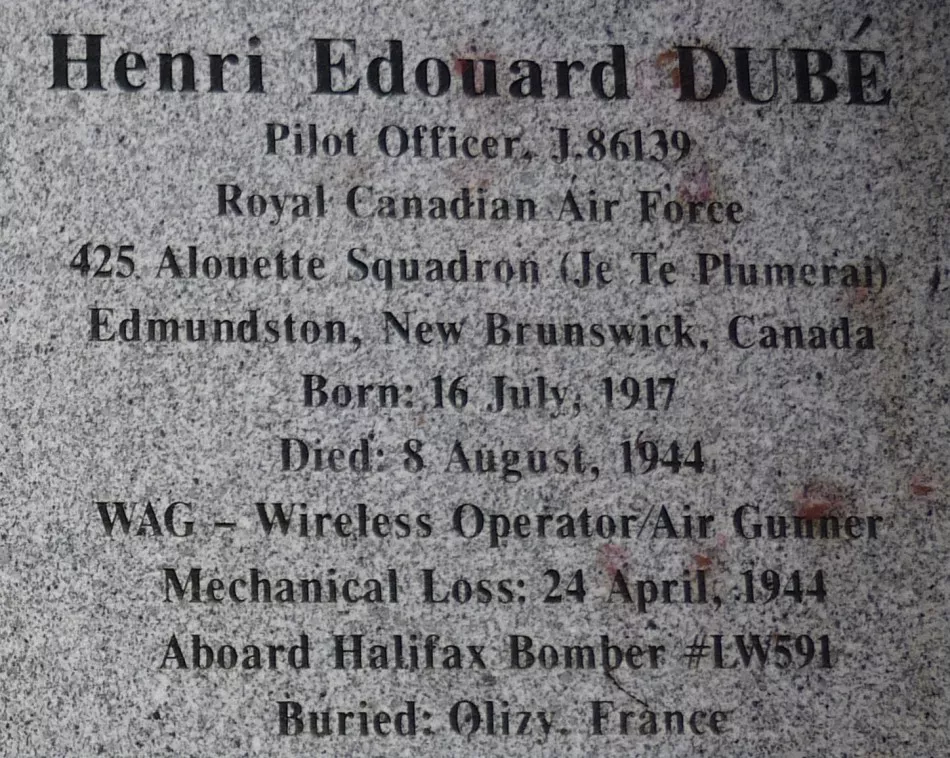 Henri Edouard DUBÉ
Pilot Officer, J.86139
Royal Canadian Air Force
425 Alouette Squadron (Je Te Plumerai)
Edmundston, New Brunswick, Canada
Born: 16 July, 1917
Died: 8 August, 1944
WAG – Wireless Operator/Air Gunner
Mechanical Loss: 24 April, 1944
Aboard Halifax Bomber #LW591
Buried: Olizy, France